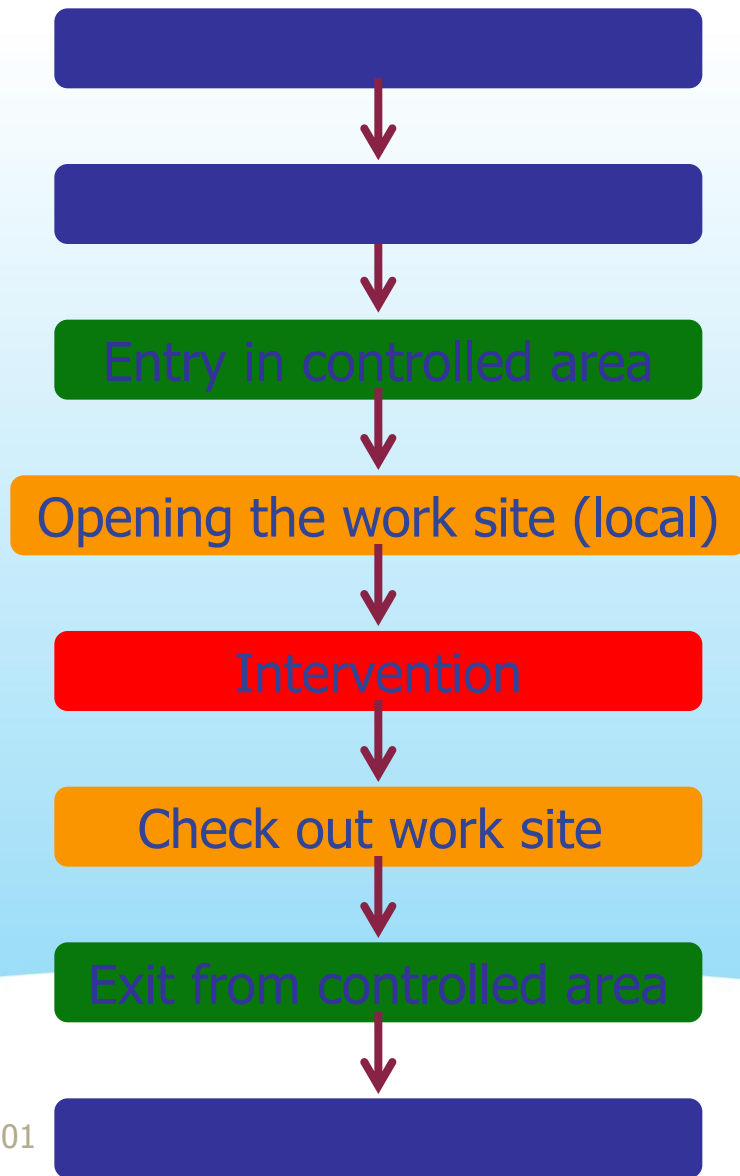 Entry in controlled area
Opening the work site (local)
Intervention
Check out work site
Exit from controlled area
01